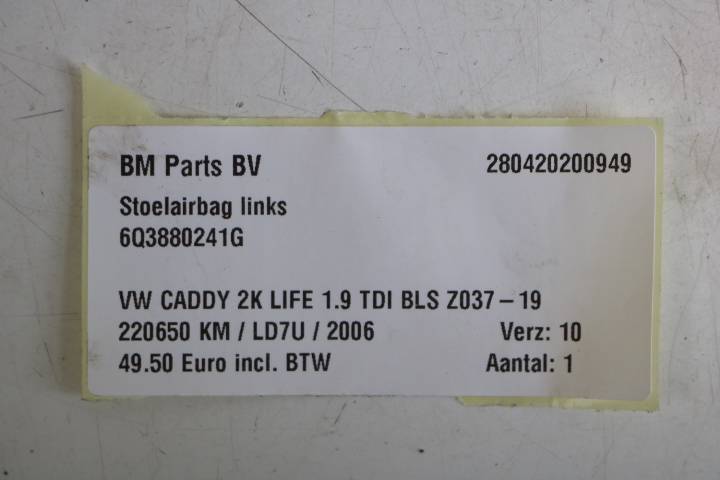 BM Parts BV 280420200949
Stoelairbag links
6Q3880241G
VW CADDY 2K LIFE 1.9 TDI BLS Z037 – 19
220650 KM / LD7U / 2006 Verz: 10
49.50 Euro incl. BTW Aantal: 1